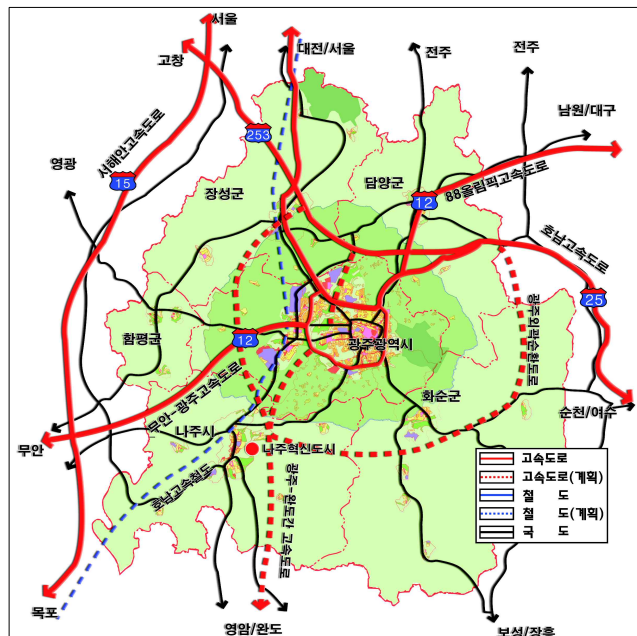 서울
고창
대전/서울
전주
전주
남원/대구
서해안고속도로
253
영광
15
장성군
담양군
12
88올림픽고속도로
호남고속도로
25
함평군
12
광주광역시
광주외곽순환도로
무안-광주고속도로
화순군
순천/여수
나주시
무안
나주혁신도시
호남고속철도
광주-완도간 고속도로
고속도로
고속도로(계획)
철 도
철 도(계획)
국 도
목포
영암/완도
보성/장흥